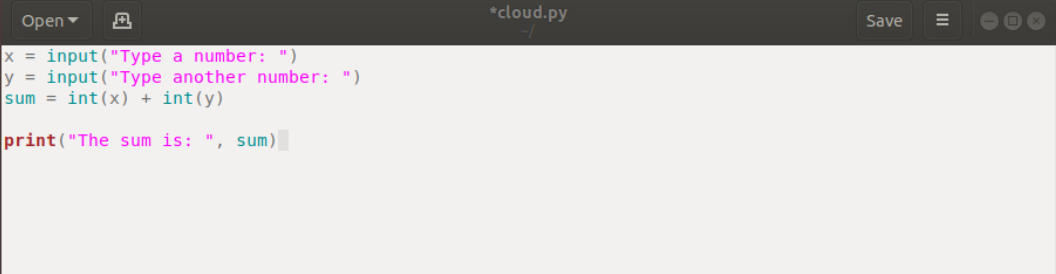 Open
*cloud.py
~/
Save
x = input("Type a number: ")
y = input("Type another number: ")
sum = int(x) + int(y)
print("The sum is: ", sum)